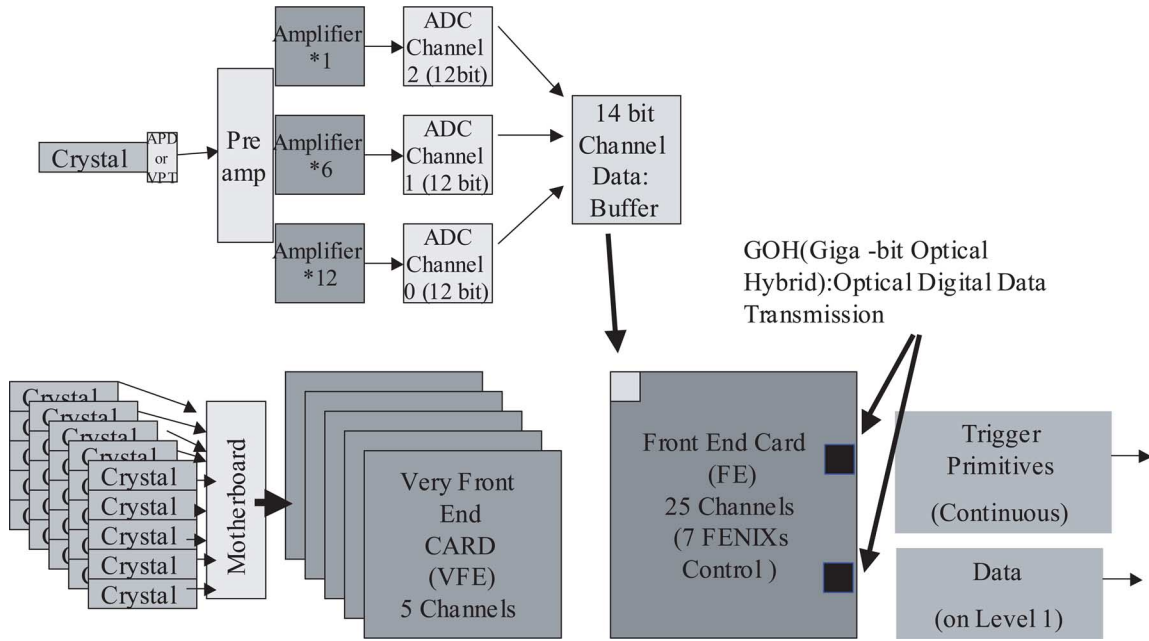 Amplifier
*1
ADC
Channel
2 (12bit)
Crystal
APD
or
VPT
Pre
amp
Amplifier
*6
ADC
Channel
1 (12 bit)
Amplifier
*12
ADC
Channel
0 (12 bit)
14 bit
Channel
Data:
Buffer
GOH(Giga -bit Optical
Hybrid):Optical Digital Data
Transmission
Crystal
Crystal
Crystal
Crystal
Crystal
Crystal
Crystal
Crystal
Crystal
Motherboard
Very Front
End
CARD
(VFE)
5 Channels
Front End Card
(FE)
25 Channels
(7 FENIXs
Control )
Trigger
Primitives
(Continuous)
Data
(on Level 1)